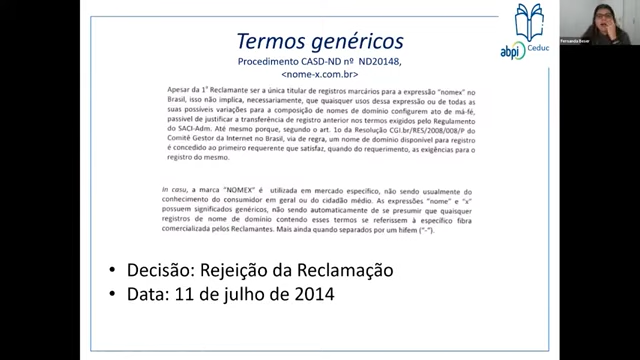 Termos genéricos
Procedimento CASD-ND nº ND20148,
<nome-x.com.br>
Apesar da 1ª Reclamante ser a única titular de registros marcários para a expressão "nomex" no
Brasil, isso não implica, necessariamente, que quaisquer usos dessa expressão ou de todas as
suas possíveis variações para a composição de nomes de domínio configurem ato de má-fé,
passível de justificar a transferência de registro anterior nos termos exigidos pelo Regulamento
do SACI-Adm. Até mesmo porque, segundo o art. 1o da Resolução CGI.br/RES/2008/008/P do
Comitê Gestor da Internet no Brasil, via de regra, um nome de domínio disponível para registro
é concedido ao primeiro requerente que satisfaz, quando do requerimento, as exigências para o
registro do mesmo.
In casu, a marca "NOMEX" é utilizada em mercado específico, não sendo usualmente do
conhecimento do consumidor em geral ou do cidadão médio. As expressões "nome" e "x"
possuem significados genéricos, não sendo automaticamente de se presumir que quaisquer
registros de nome de domínio contendo esses termos se referissem à específico fibra
comercializada pelos Reclamantes. Mais ainda quando separados por um hífem ("-").
• Decisão: Rejeição da Reclamação
• Data: 11 de julho de 2014
abpi Ceduc
Fernanda Besar